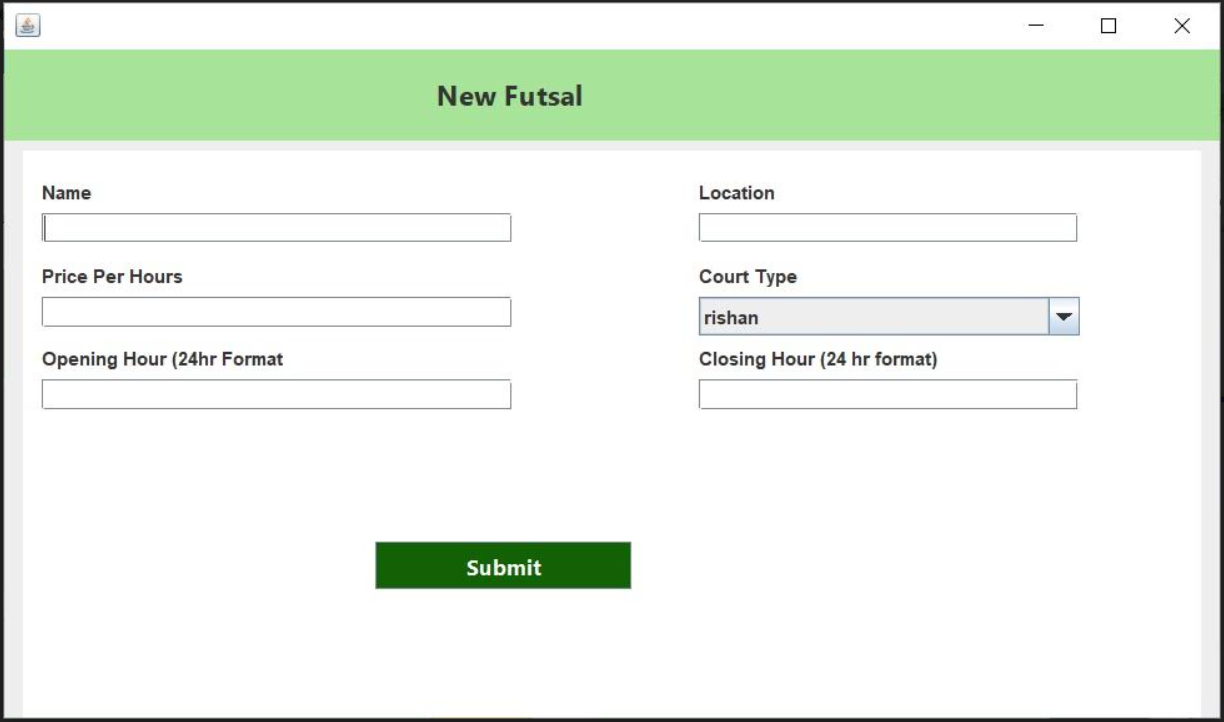 New Futsal
Name
Location
Price Per Hours
Court Type
rishan
Opening Hour (24hr Format
Closing Hour (24 hr format)
Submit